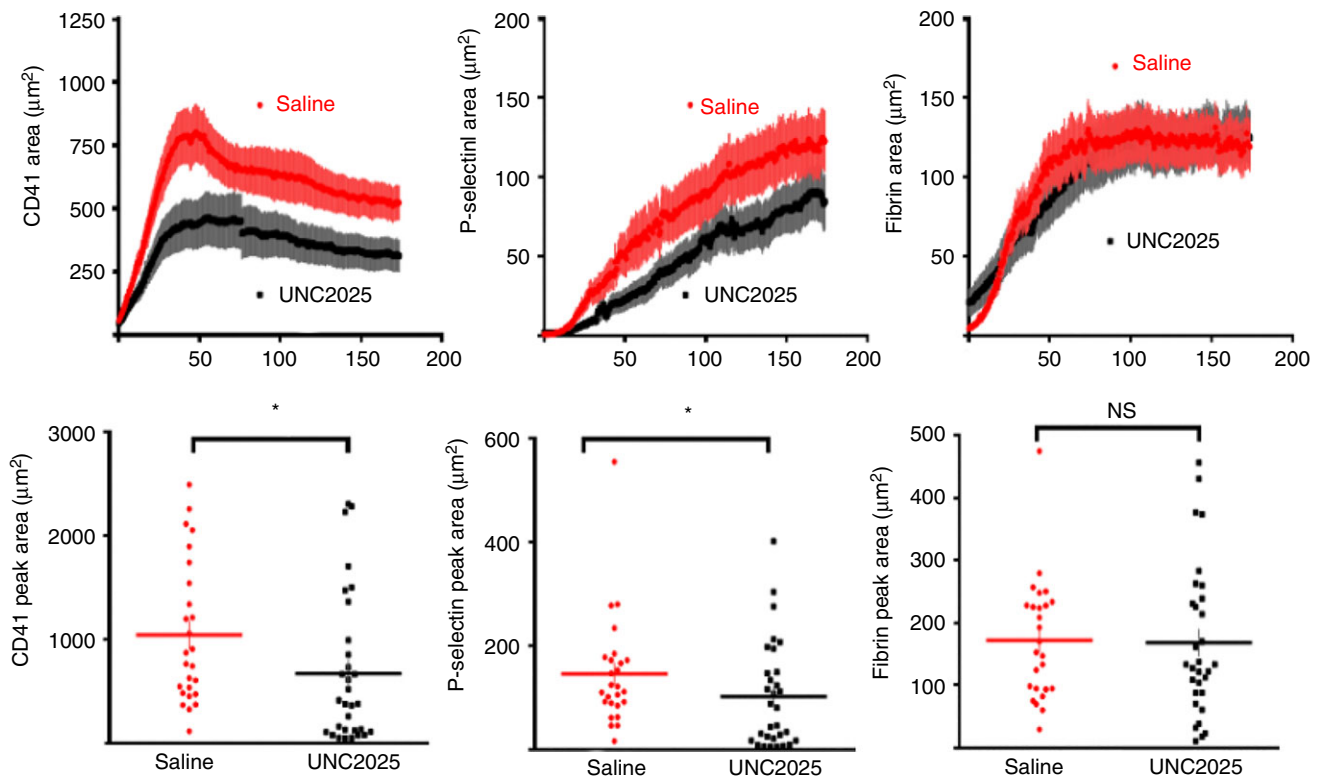 CD41 area (μm²)
1250
1000
750
500
250
Saline
UNC2025
50
100
150
200
P-selectinl area (μm²)
200
150
100
50
Saline
UNC2025
50
100
150
200
Fibrin area (μm²)
200
150
100
50
Saline
UNC2025
50
100
150
200
CD41 peak area (μm²)
3000
2000
1000
*
Saline
UNC2025
P-selectin peak area (μm²)
600
400
200
*
Saline
UNC2025
Fibrin peak area (μm²)
500
400
300
200
100
NS
Saline
UNC2025